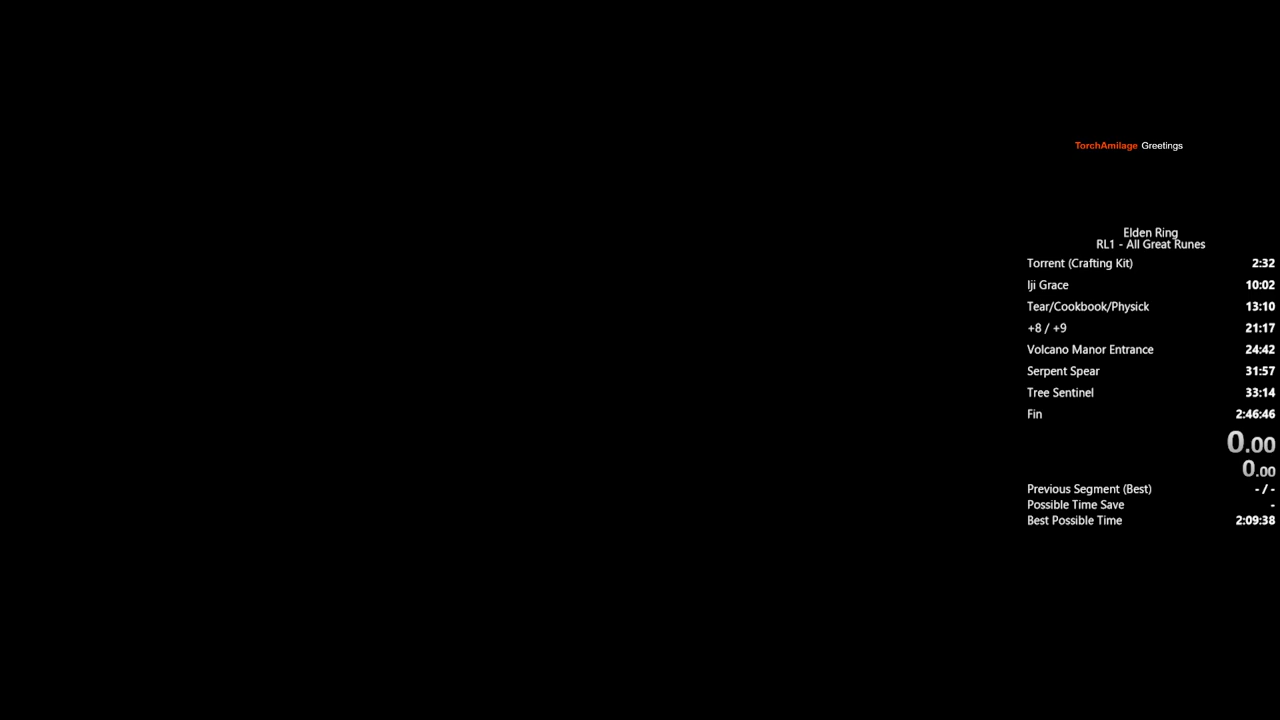 TorchAmilage Greetings
Elden Ring
RL1 - All Great Runes
Torrent (Crafting Kit) 2:32
Iji Grace 10:02
Tear/Cookbook/Physick 13:10
+8 / +9 21:17
Volcano Manor Entrance 24:42
Serpent Spear 31:57
Tree Sentinel 33:14
Fin 2:46:46
0.00
0.00
Previous Segment (Best) - / -
Possible Time Save -
Best Possible Time 2:09:38